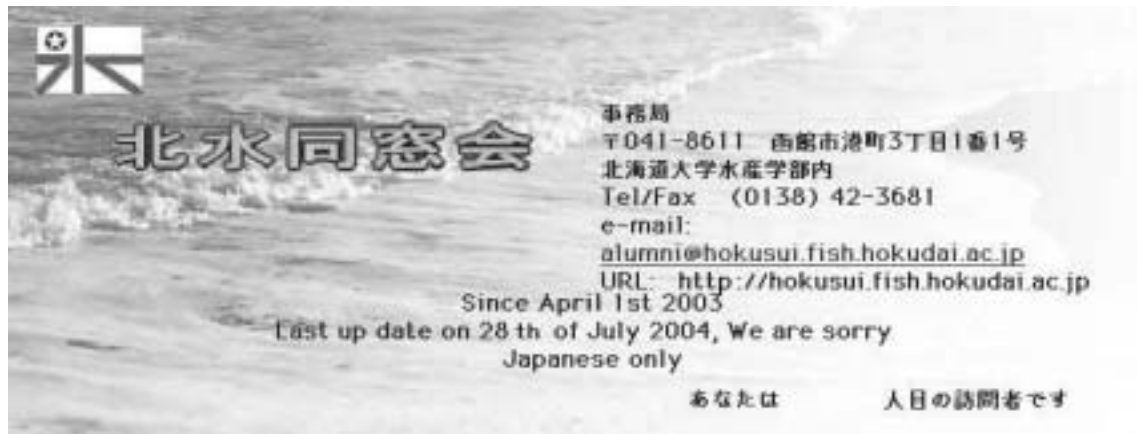 北水同窓会
事務局
〒041-8611 函館市港町3丁目1番1号
北海道大学水産学部内
Tel/Fax (0138) 42-3681
e-mail:
alumni@hokusui.fish.hokudai.ac.jp
URL: http://hokusui.fish.hokudai.ac.jp
Since April 1st 2003
Last up date on 28 th of July 2004, We are sorry
Japanese only
あなたは 人目の訪問者です